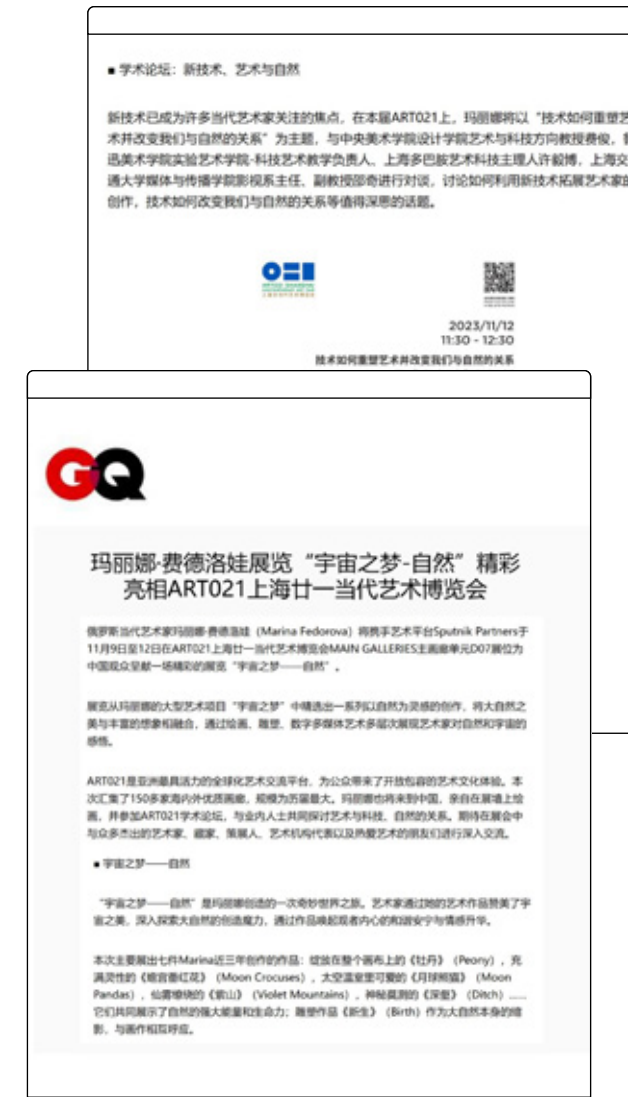 ■ 学术论坛：新技术、艺术与自然
新技术已成为许多当代艺术家关注的焦点，在本届ART021上，玛丽娜将以“技术如何重塑艺
术并改变我们与自然的关系”为主题，与中央美术学院设计学院艺术与科技方向教授费俊，鲁
迅美术学院实验艺术学院-科技艺术教学负责人、上海多巴胺艺术科技主理人许毅博，上海交
通大学媒体与传播学院影视系主任、副教授邵奇进行对谈，讨论如何利用新技术拓展艺术家的
创作，技术如何改变我们与自然的关系等值得深思的话题。
2023/11/12
11:30 - 12:30
技术如何重塑艺术并改变我们与自然的关系
GQ
玛丽娜·费德洛娃展览“宇宙之梦-自然”精彩
亮相ART021上海廿一当代艺术博览会
俄罗斯当代艺术家玛丽娜·费德洛娃（Marina Fedorova）将携手艺术平台Sputnik Partners于
11月9日至12日在ART021上海廿一当代艺术博览会MAIN GALLERIES主画廊单元D07展位为
中国观众呈献一场精彩的展览“宇宙之梦——自然”。
展览从玛丽娜的大型艺术项目“宇宙之梦”中精选出一系列以自然为灵感的创作，将大自然之
美与丰富的想象相融合，通过绘画、雕塑、数字多媒体艺术多层次展现艺术家对自然和宇宙的
感悟。
ART021是亚洲最具活力的全球化艺术交流平台，为公众带来了开放包容的艺术文化体验。本
次汇集了150多家海内外优质画廊，规模为历届最大。玛丽娜也将来到中国，亲自在展墙上绘
画，并参加ART021学术论坛，与业内人士共同探讨艺术与科技、自然的关系。期待在展会中
与众多杰出的艺术家、藏家、策展人、艺术机构代表以及热爱艺术的朋友们进行深入交流。
■ 宇宙之梦——自然
“宇宙之梦——自然”是玛丽娜创造的一次奇妙世界之旅。艺术家通过她的艺术作品赞美了宇
宙之美，深入探索大自然的创造魔力，通过作品唤起观者内心的和谐安宁与情感升华。
本次主要展出七件Marina近三年创作的作品：绽放在整个画布上的《牡丹》（Peony），充
满灵性的《蟾宫番红花》（Moon Crocuses），太空温室里可爱的《月球熊猫》（Moon
Pandas），仙雾缭绕的《紫山》（Violet Mountains），神秘莫测的《深壑》（Ditch）......
它们共同展示了自然的强大能量和生命力；雕塑作品《新生》（Birth）作为大自然本身的缩
影，与画作相互呼应。